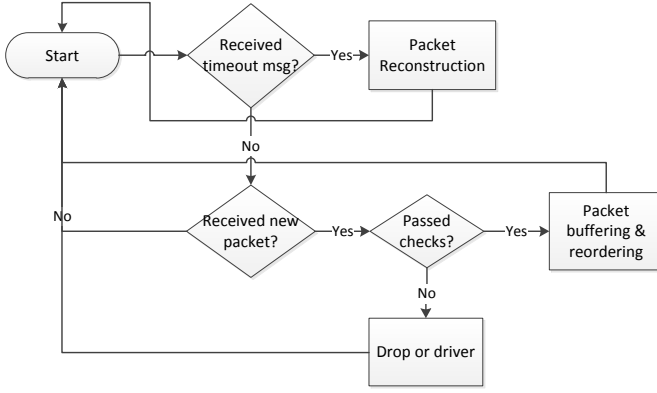 Start
Received
timeout msg?
Yes
Packet
Reconstruction
No
No
Received new
packet?
Yes
Passed
checks?
Yes
Packet
buffering &
reordering
No
Drop or driver